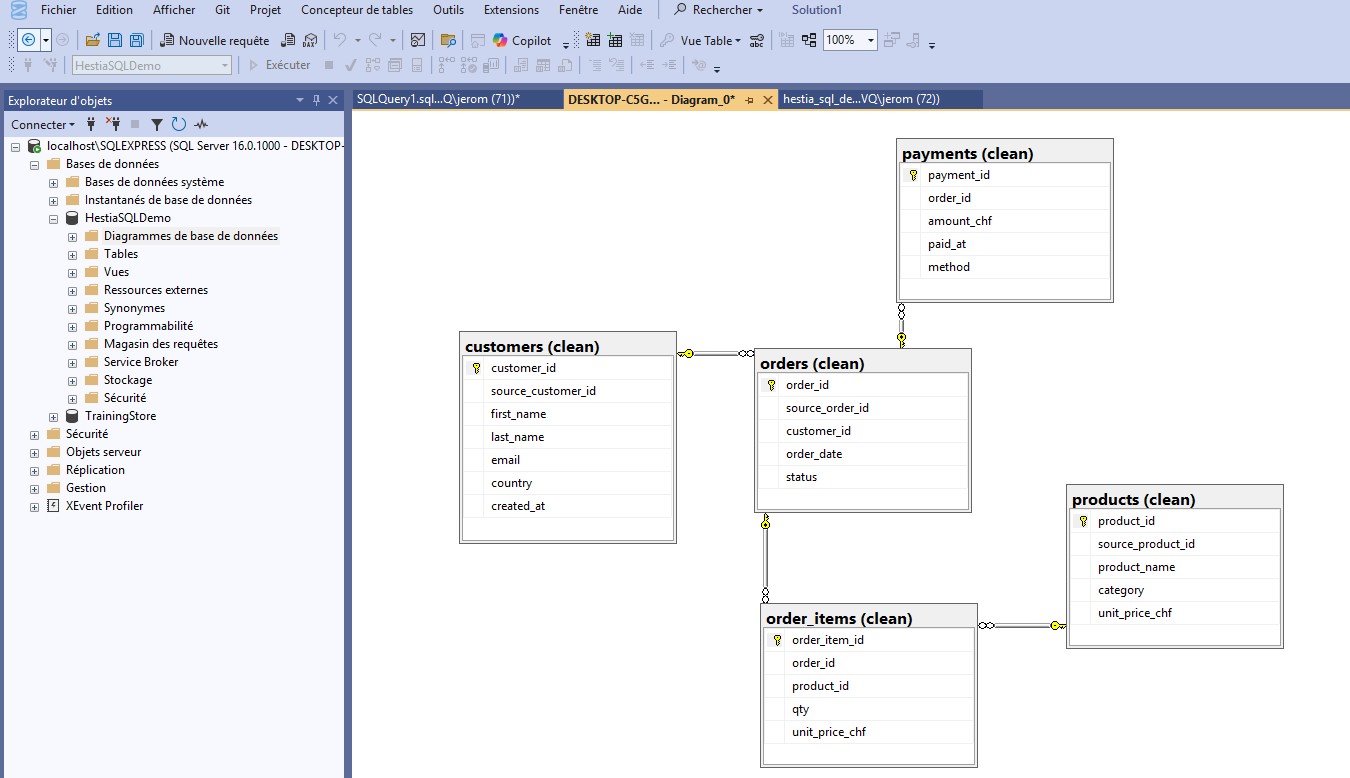 Fichier Edition Afficher Git Projet Concepteur de tables Outils Extensions Fenêtre Aide Rechercher Solution1
Nouvelle requête Copilot Vue Table 100%
HestiaSQLDemo Exécuter
Explorateur d'objets
SQLQuery1.sql...Q\jerom (71))* DESKTOP-C5G... - Diagram_0* hestia_sql_de...VQ\jerom (72))
Connecter
localhost\SQLEXPRESS (SQL Server 16.0.1000 - DESKTOP-
Bases de données
Bases de données système
Instantanés de base de données
HestiaSQLDemo
Diagrammes de base de données
Tables
Vues
Ressources externes
Synonymes
Programmabilité
Magasin des requêtes
Service Broker
Stockage
Sécurité
TrainingStore
Sécurité
Objets serveur
Réplication
Gestion
XEvent Profiler
payments (clean)
payment_id
order_id
amount_chf
paid_at
method
customers (clean)
customer_id
source_customer_id
first_name
last_name
email
country
created_at
orders (clean)
order_id
source_order_id
customer_id
order_date
status
products (clean)
product_id
source_product_id
product_name
category
unit_price_chf
order_items (clean)
order_item_id
order_id
product_id
qty
unit_price_chf